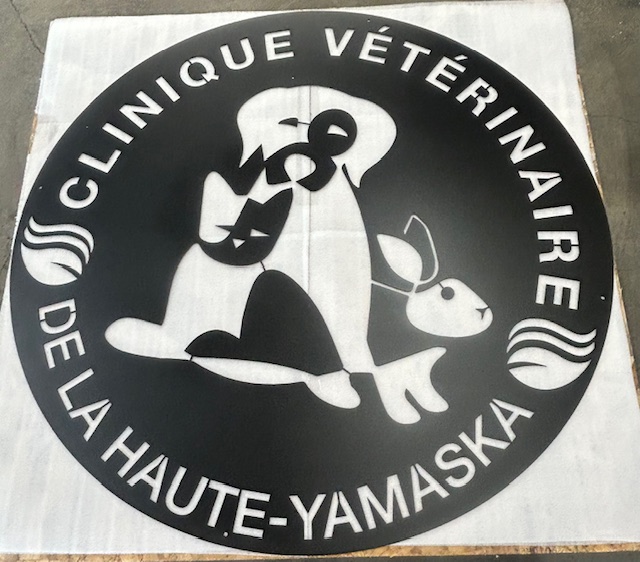 CLINIQUE VÉTÉRINAIRE
DE LA HAUTE-YAMASKA